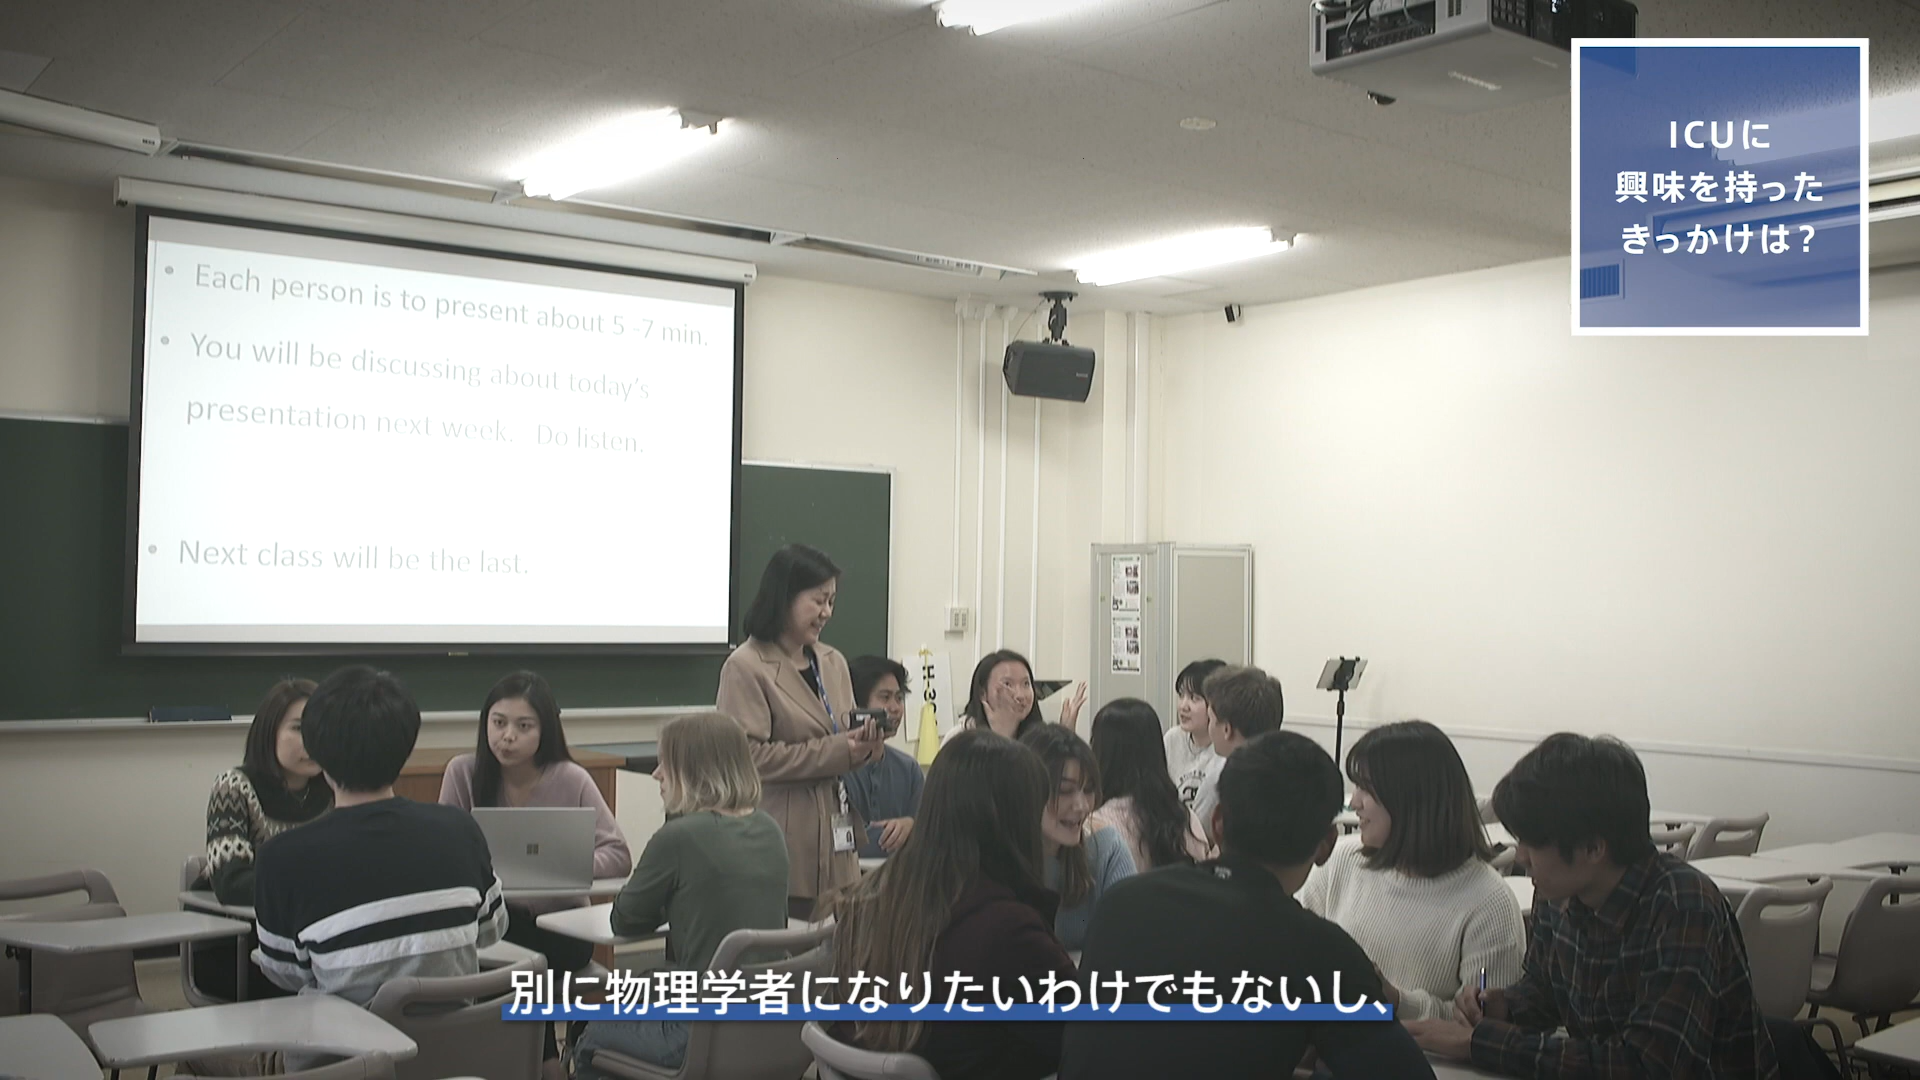 ICUに
興味を持った
きっかけは？
• Each person is to present about 5 -7 min.
• You will be discussing about today's
presentation next week. Do listen.
• Next class will be the last.
別に物理学者になりたいわけでもないし、